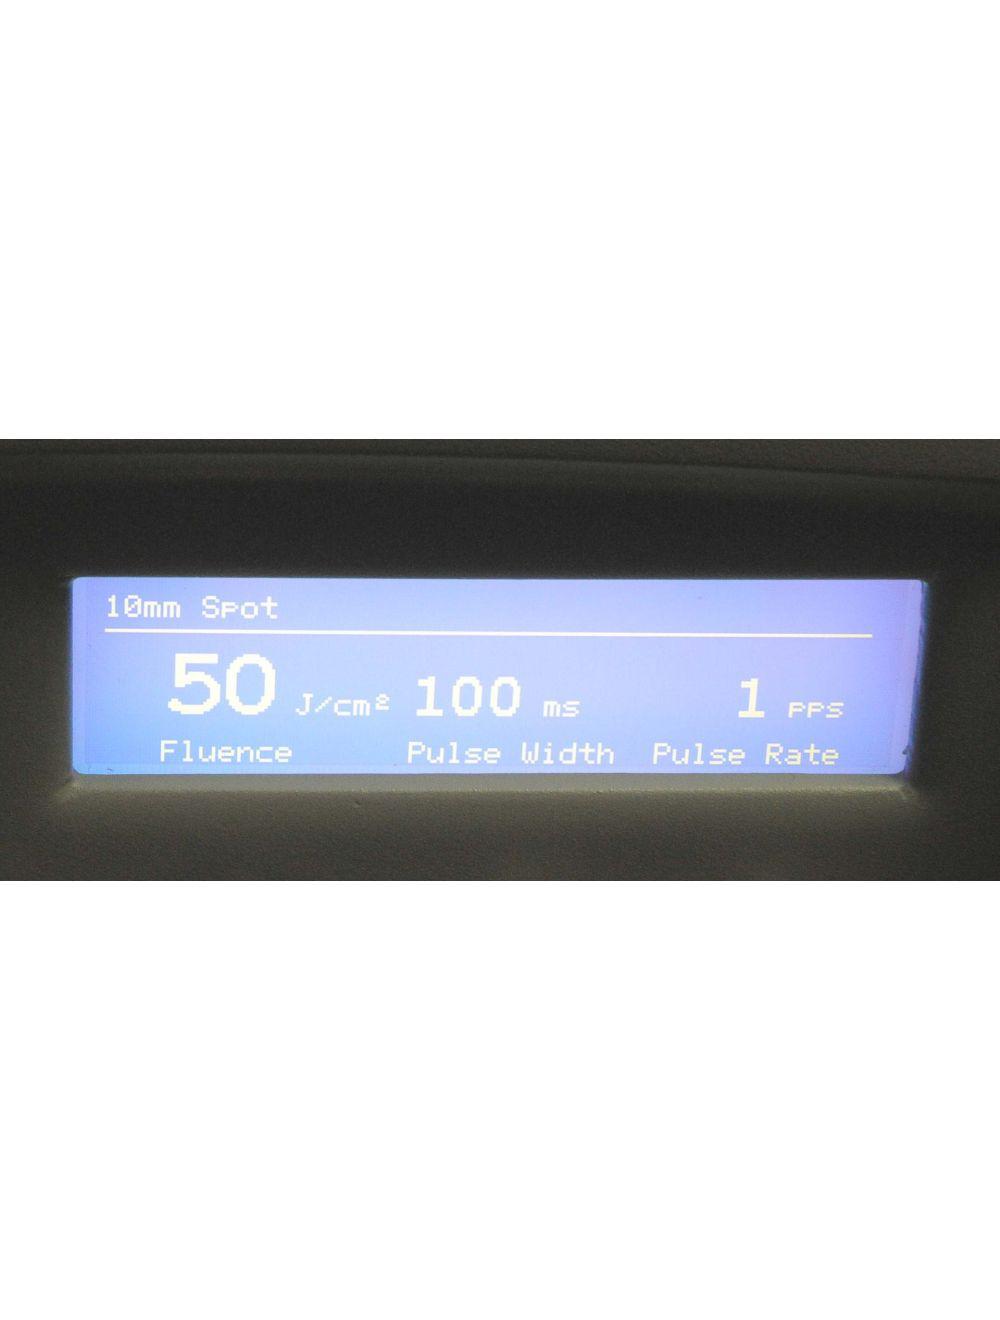 10mm Spot
50 J/cm² 100 ms 1 pps
Fluence Pulse Width Pulse Rate